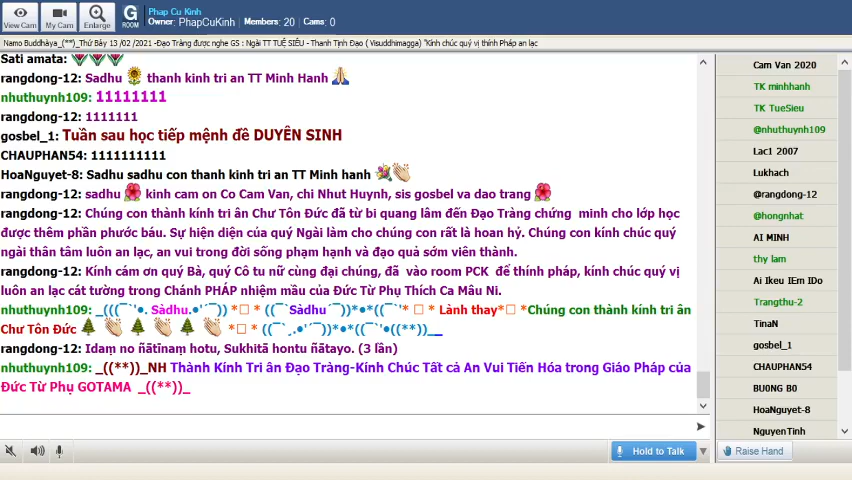 View Cam
My Cam
Enlarge
G
ROOM
Phap Cu Kinh
Owner: PhapCuKinh Members: 20 Cams: 0
Namo Buddhàya_(**)_Thứ Bảy 13 /02 /2021 -Đạo Tràng được nghe GS : Ngài TT TUỆ SIÊU - Thanh Tịnh Đạo ( Visuddhimagga) "Kính chúc quý vị thính Pháp an lạc
Sati amata:
rangdong-12: Sadhu thanh kinh tri an TT Minh Hanh
nhuthuynh109: 11111111
rangdong-12: 1111111
gosbel_1: Tuần sau học tiếp mệnh đề DUYÊN SINH
CHAUPHAN54: 1111111111
HoaNguyet-8: Sadhu sadhu con thanh kinh tri an TT Minh hanh
rangdong-12: sadhu kinh cam on Co Cam Van, chi Nhut Huynh, sis gosbel va dao trang
rangdong-12: Chúng con thành kính tri ân Chư Tôn Đức đã từ bi quang lâm đến Đạo Tràng chứng minh cho lớp học
được thêm phần phước báu. Sự hiện diện của quý Ngài làm cho chúng con rất là hoan hý. Chúng con kính chúc quý
ngài thân tâm luôn an lạc, an vui trong đời sống phạm hạnh và đạo quả sớm viên thành.
rangdong-12: Kính cám ơn quý Bà, quý Cô tu nữ cùng đại chúng, đã vào room PCK để thính pháp, kính chúc quý vị
luôn an lạc cát tường trong Chánh PHÁP nhiệm mầu của Đức Từ Phụ Thích Ca Mâu Ni.
nhuthuynh109: _(((¯`'•. Sàdhu.•'´¯)) *□ * ((¯`Sàdhu´¯))*•*((¯`'*□ * Lành thay*□ *Chúng con thành kính tri ân
Chư Tôn Đức *□ * ((¯`¸.•'´¯))*•*((¯`'•((**))__
rangdong-12: Idaṃ no ñātīnaṃ hotu, Sukhitā hontu ñātayo. (3 lần)
nhuthuynh109: _((**))_NH Thành Kính Tri ân Đạo Tràng-Kính Chúc Tất cả An Vui Tiến Hóa trong Giáo Pháp của
Đức Từ Phụ GOTAMA _((**))_
Hold to Talk
Cam Van 2020
TK minhhanh
TK TueSieu
@nhuthuynh109
Lac1 2007
Lukhach
@rangdong-12
@hongnhat
AI MINH
thy lam
Ai Ikeu IEm IDo
Trangthu-2
TinaN
gosbel_1
CHAUPHAN54
BU0NG B0
HoaNguyet-8
NguyenTinh
Raise Hand